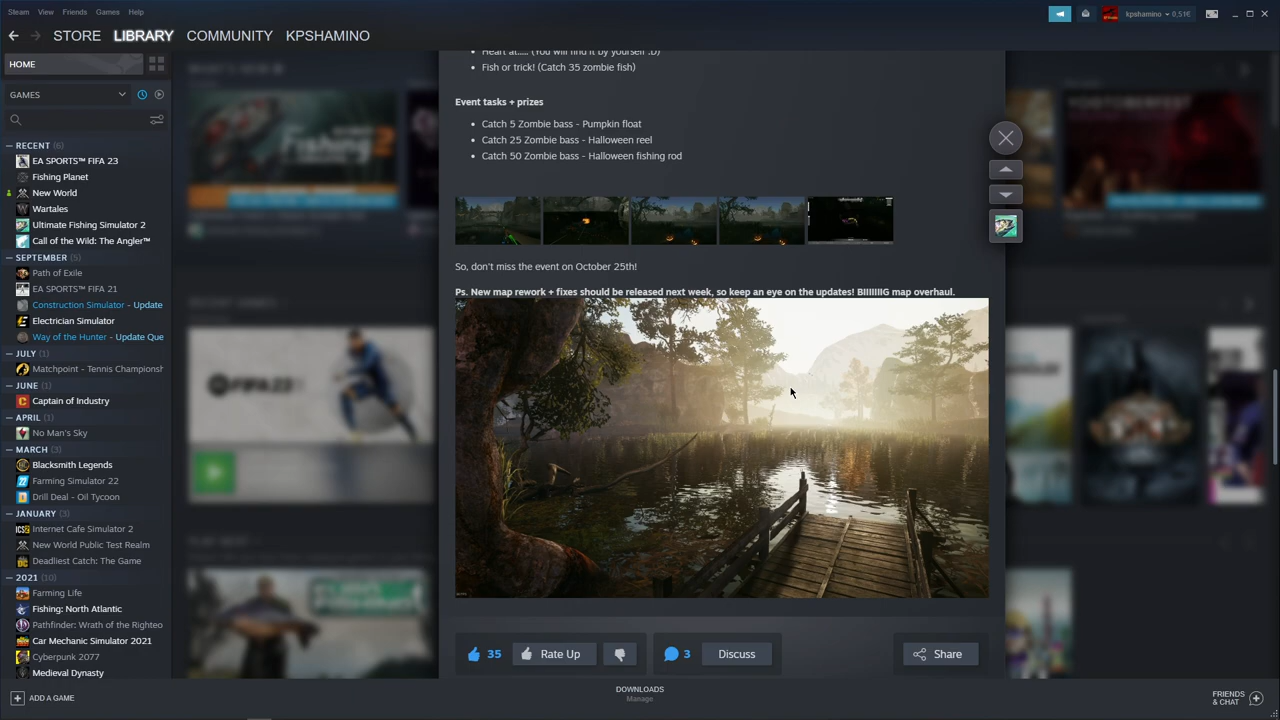 Steam View Friends Games Help
kpshamino 0,51€
STORE LIBRARY COMMUNITY KPSHAMINO
HOME
GAMES
RECENT (6)
EA SPORTS™ FIFA 23
Fishing Planet
New World
Wartales
Ultimate Fishing Simulator 2
Call of the Wild: The Angler™
SEPTEMBER (5)
Path of Exile
EA SPORTS™ FIFA 21
Construction Simulator - Update
Electrician Simulator
Way of the Hunter - Update Que
JULY (1)
Matchpoint - Tennis Championsh
JUNE (1)
Captain of Industry
APRIL (1)
No Man's Sky
MARCH (3)
Blacksmith Legends
Farming Simulator 22
Drill Deal - Oil Tycoon
JANUARY (3)
Internet Cafe Simulator 2
New World Public Test Realm
Deadliest Catch: The Game
2021 (10)
Farming Life
Fishing: North Atlantic
Pathfinder: Wrath of the Righteo
Car Mechanic Simulator 2021
Cyberpunk 2077
Medieval Dynasty
ADD A GAME
Heart at..... (You will find it by yourself :D)
Fish or trick! (Catch 35 zombie fish)
Event tasks + prizes
Catch 5 Zombie bass - Pumpkin float
Catch 25 Zombie bass - Halloween reel
Catch 50 Zombie bass - Halloween fishing rod
So, don't miss the event on October 25th!
Ps. New map rework + fixes should be released next week, so keep an eye on the updates! BIIIIIIIG map overhaul.
35 Rate Up 3 Discuss Share
DOWNLOADS
Manage
FRIENDS
& CHAT